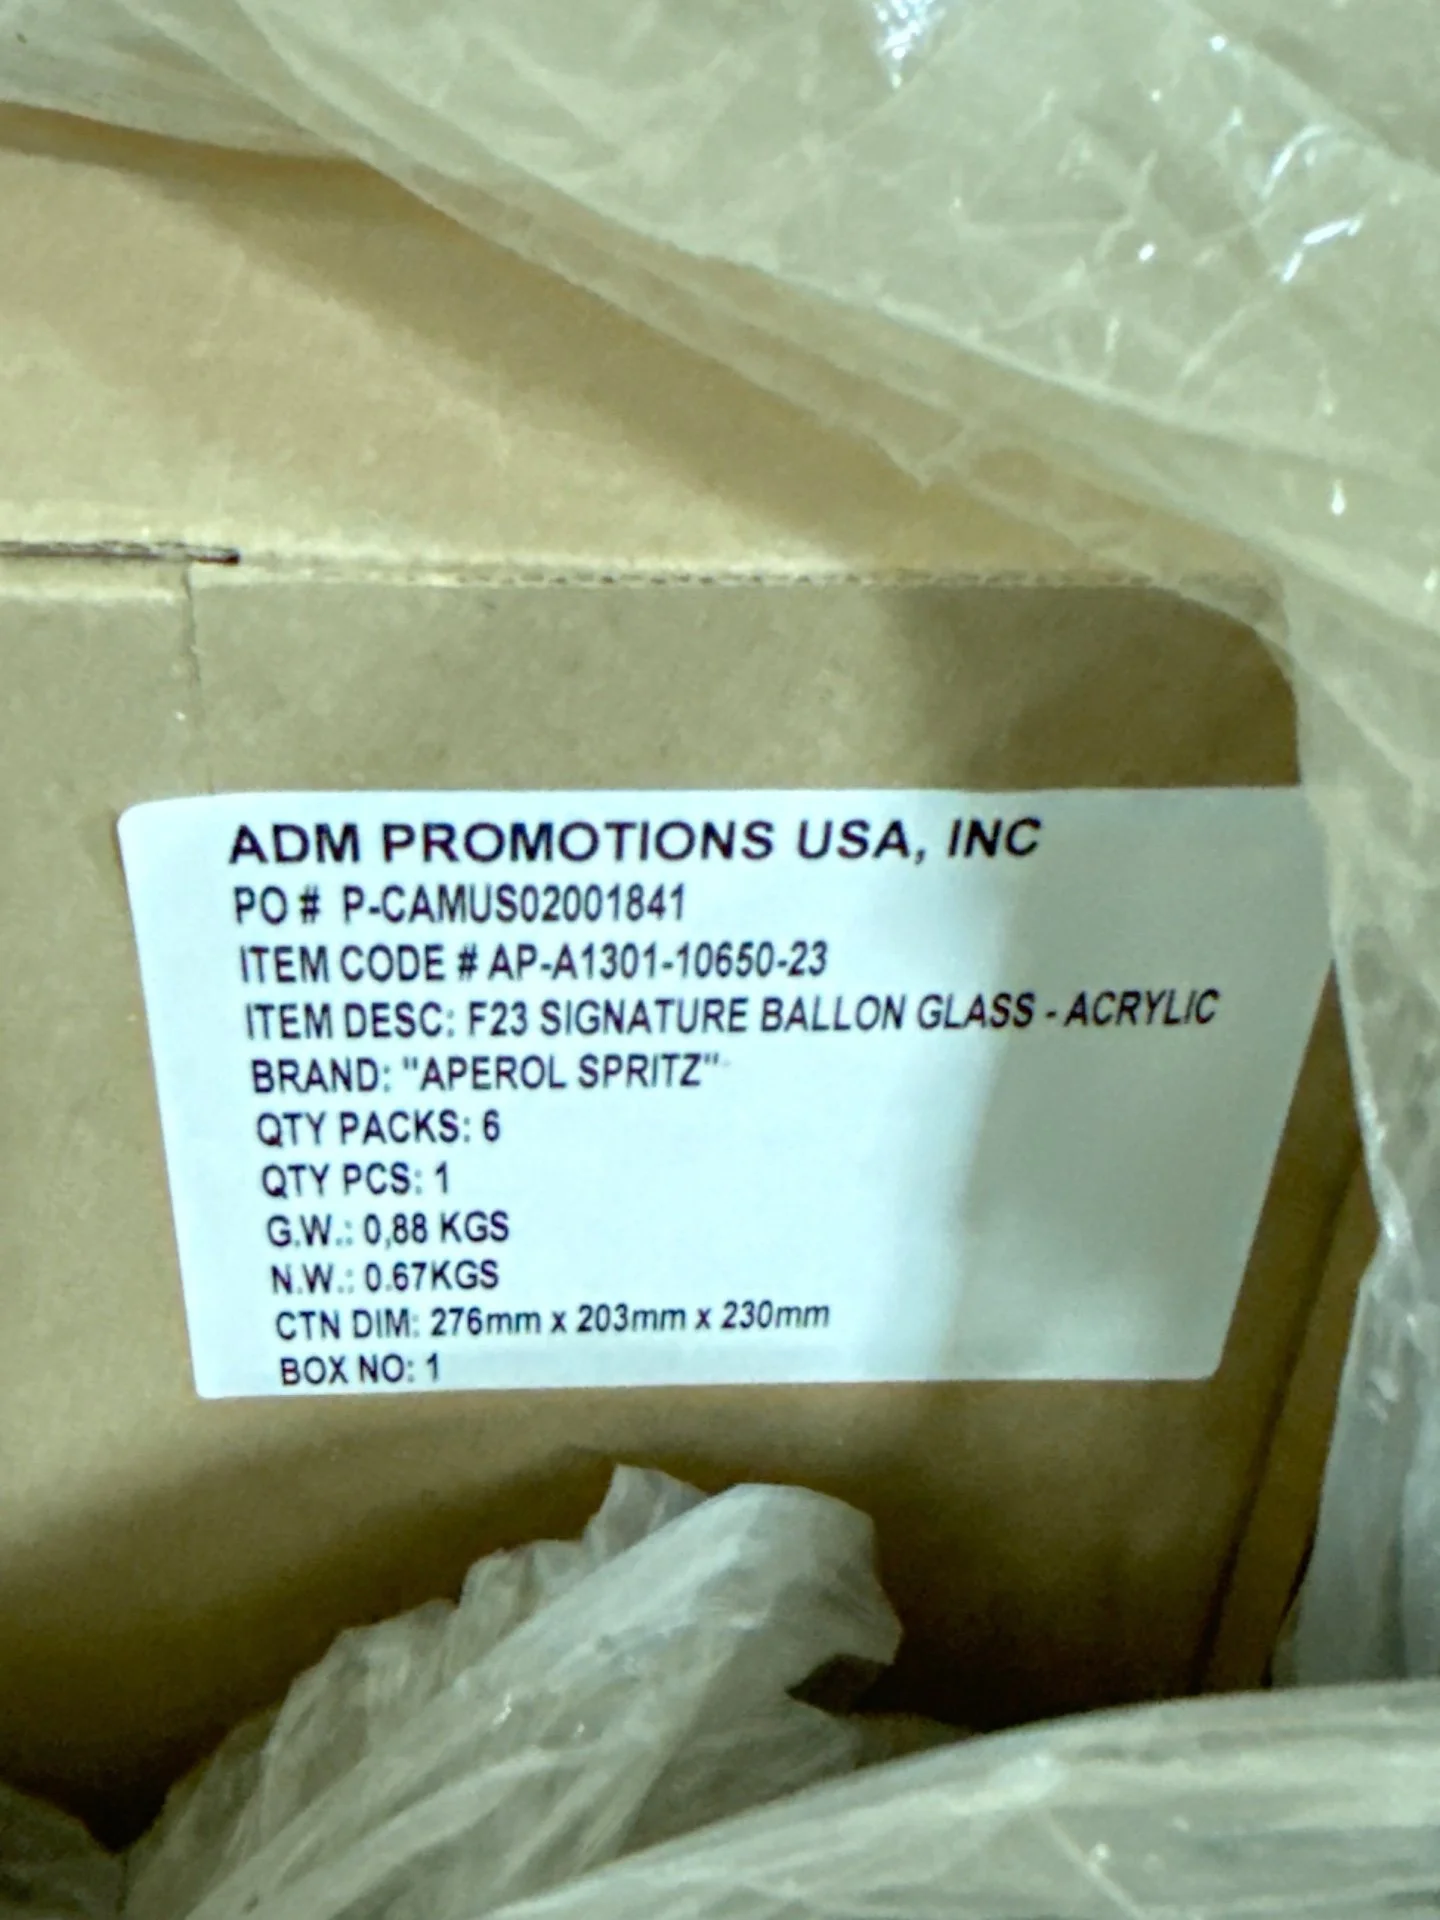 ADM PROMOTIONS USA, INC
PO # P-CAMUS02001841
ITEM CODE # AP-A1301-10650-23
ITEM DESC: F23 SIGNATURE BALLON GLASS - ACRYLIC
BRAND: "APEROL SPRITZ"
QTY PACKS: 6
QTY PCS: 1
G.W.: 0,88 KGS
N.W.: 0.67KGS
CTN DIM: 276mm x 203mm x 230mm
BOX NO: 1